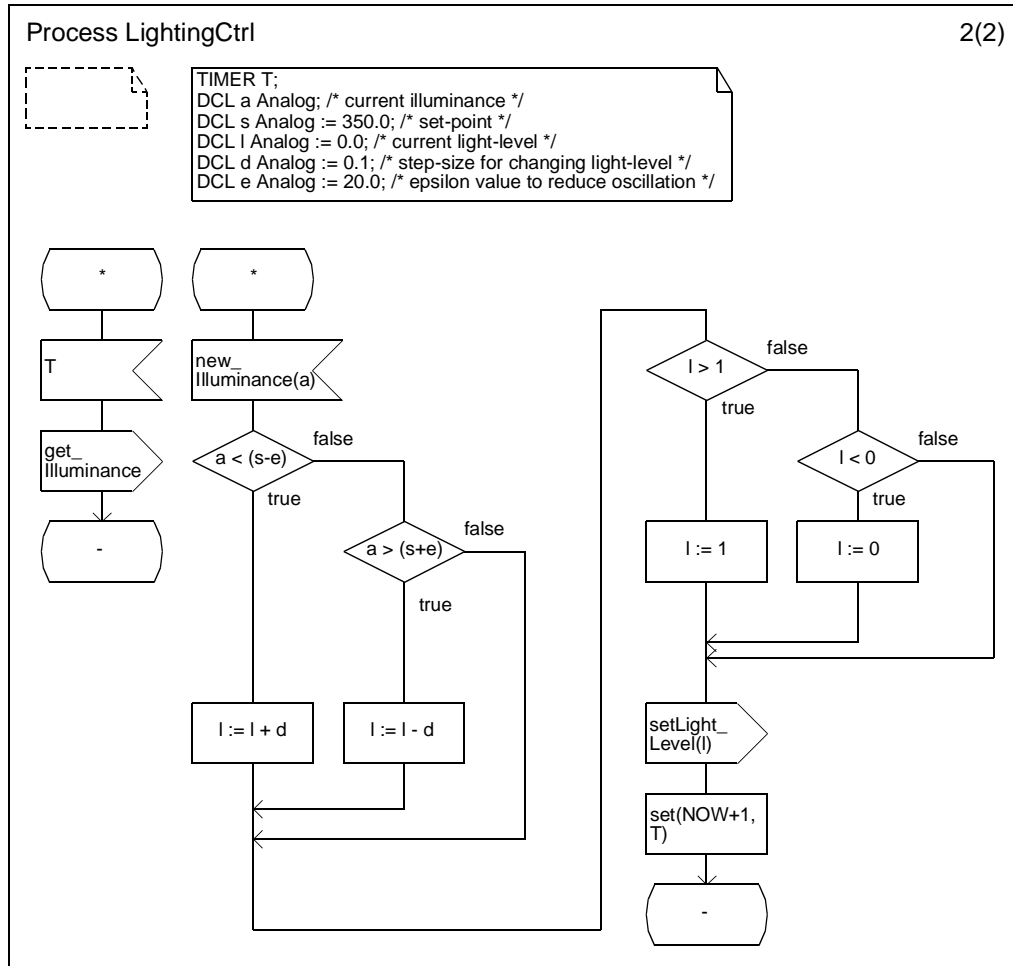 Process LightingCtrl
2(2)
TIMER T;
DCL a Analog; /* current illuminance */
DCL s Analog := 350.0; /* set-point */
DCL l Analog := 0.0; /* current light-level */
DCL d Analog := 0.1; /* step-size for changing light-level */
DCL e Analog := 20.0; /* epsilon value to reduce oscillation */
*
T
get_
Illuminance
-
*
new_
Illuminance(a)
a < (s-e)
false
true
a > (s+e)
false
true
l := l + d
l := l - d
l > 1
false
true
l < 0
false
true
l := 1
l := 0
setLight_
Level(l)
set(NOW+1,
T)
-